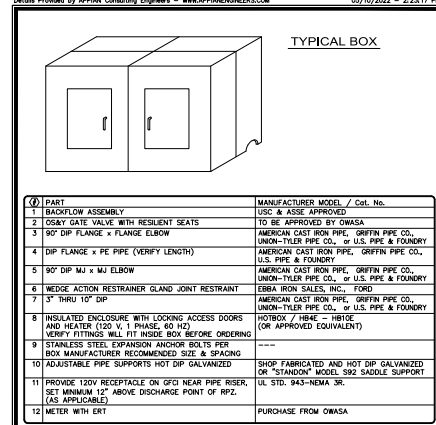 Details Provided by APPIAN Consulting Engineers - WWW.APPIANENGINEERS.COM 05/10/2022 - 2:23:17 P
TYPICAL BOX
PART MANUFACTURER MODEL / Cat. No.
1 BACKFLOW ASSEMBLY USC & ASSE APPROVED
2 OS&Y GATE VALVE WITH RESILIENT SEATS TO BE APPROVED BY OWASA
3 90° DIP FLANGE x FLANGE ELBOW AMERICAN CAST IRON PIPE, GRIFFIN PIPE CO.,
UNION-TYLER PIPE CO., or U.S. PIPE & FOUNDRY
4 DIP FLANGE x PE PIPE (VERIFY LENGTH) AMERICAN CAST IRON PIPE, GRIFFIN PIPE CO.,
U.S. PIPE & FOUNDRY
5 90° DIP MJ x MJ ELBOW AMERICAN CAST IRON PIPE, GRIFFIN PIPE CO.,
UNION-TYLER PIPE CO., or U.S. PIPE & FOUNDRY
6 WEDGE ACTION RESTRAINER GLAND JOINT RESTRAINT EBBA IRON SALES, INC., FORD
7 3" THRU 10" DIP AMERICAN CAST IRON PIPE, GRIFFIN PIPE CO.,
UNION-TYLER PIPE CO., or U.S. PIPE & FOUNDRY
8 INSULATED ENCLOSURE WITH LOCKING ACCESS DOORS HOTBOX / HB4E - HB10E
AND HEATER (120 V, 1 PHASE, 60 HZ) (OR APPROVED EQUIVALENT)
VERIFY FITTINGS WILL FIT INSIDE BOX BEFORE ORDERING
9 STAINLESS STEEL EXPANSION ANCHOR BOLTS PER ---
BOX MANUFACTURER RECOMMENDED SIZE & SPACING
10 ADJUSTABLE PIPE SUPPORTS HOT DIP GALVANIZED SHOP FABRICATED AND HOT DIP GALVANIZED
OR "STANDON" MODEL S92 SADDLE SUPPORT
11 PROVIDE 120V RECEPTACLE ON GFCI NEAR PIPE RISER, UL STD. 943-NEMA 3R.
SET MINIMUM 12" ABOVE DISCHARGE POINT OF RPZ.
(AS APPLICABLE)
12 METER WITH ERT PURCHASE FROM OWASA